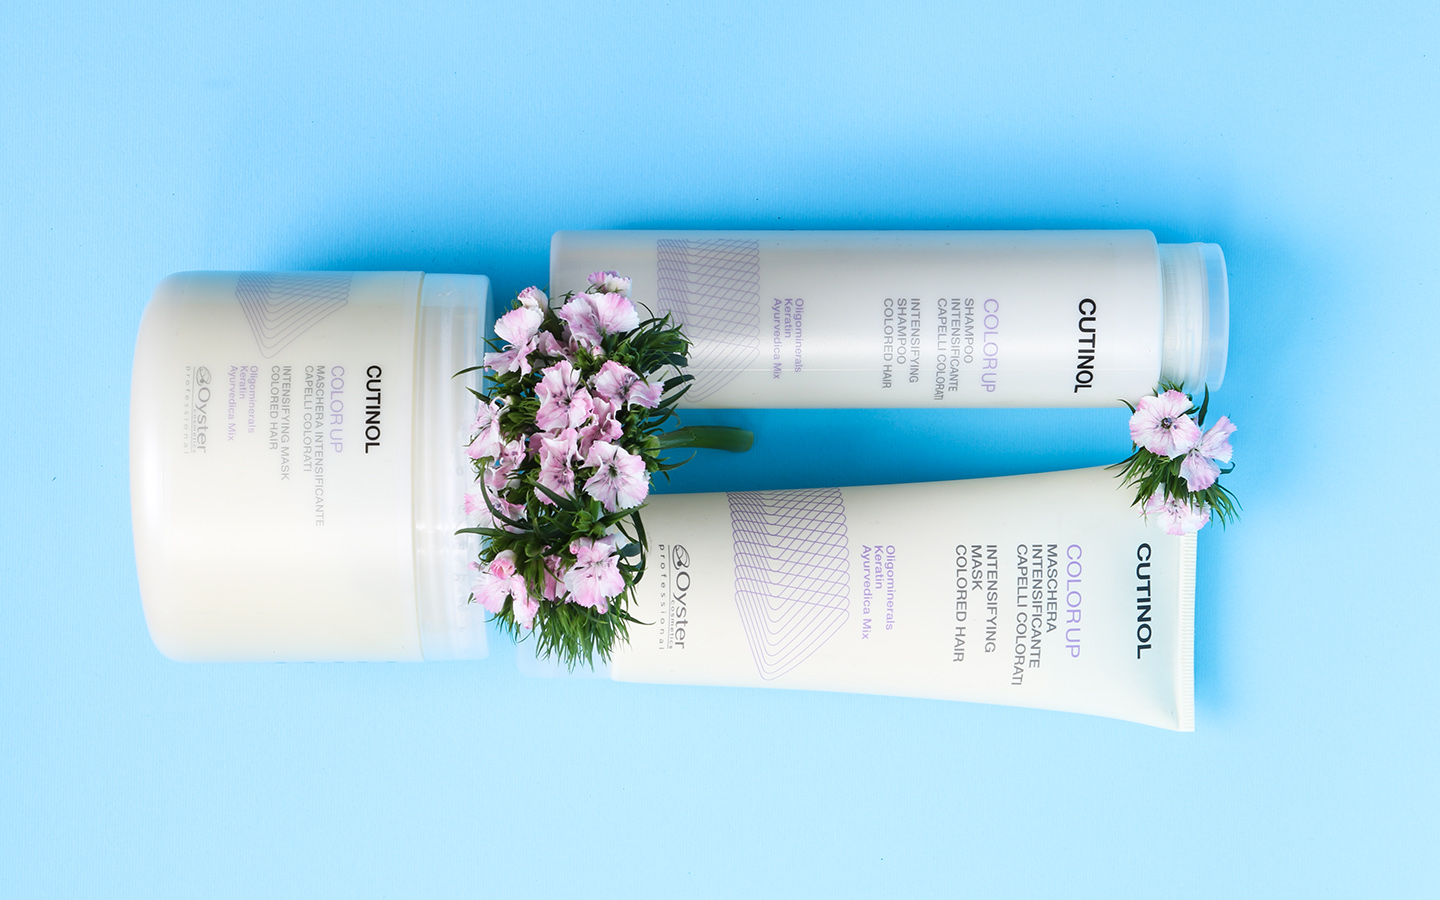 CUTINOL
COLOR UP
MASCHERA INTENSIFICANTE
CAPELLI COLORATI
INTENSIFYING MASK
COLORED HAIR
Oligominerals
Keratin
Ayurvedica Mix
Oyster
cosmetics
professional
CUTINOL
COLOR UP
SHAMPOO
INTENSIFICANTE
CAPELLI COLORATI
INTENSIFYING
SHAMPOO
COLORED HAIR
Oligominerals
Keratin
Ayurvedica Mix
CUTINOL
COLOR UP
MASCHERA
INTENSIFICANTE
CAPELLI COLORATI
INTENSIFYING
MASK
COLORED HAIR
Oligominerals
Keratin
Ayurvedica Mix
Oyster
cosmetics
professional